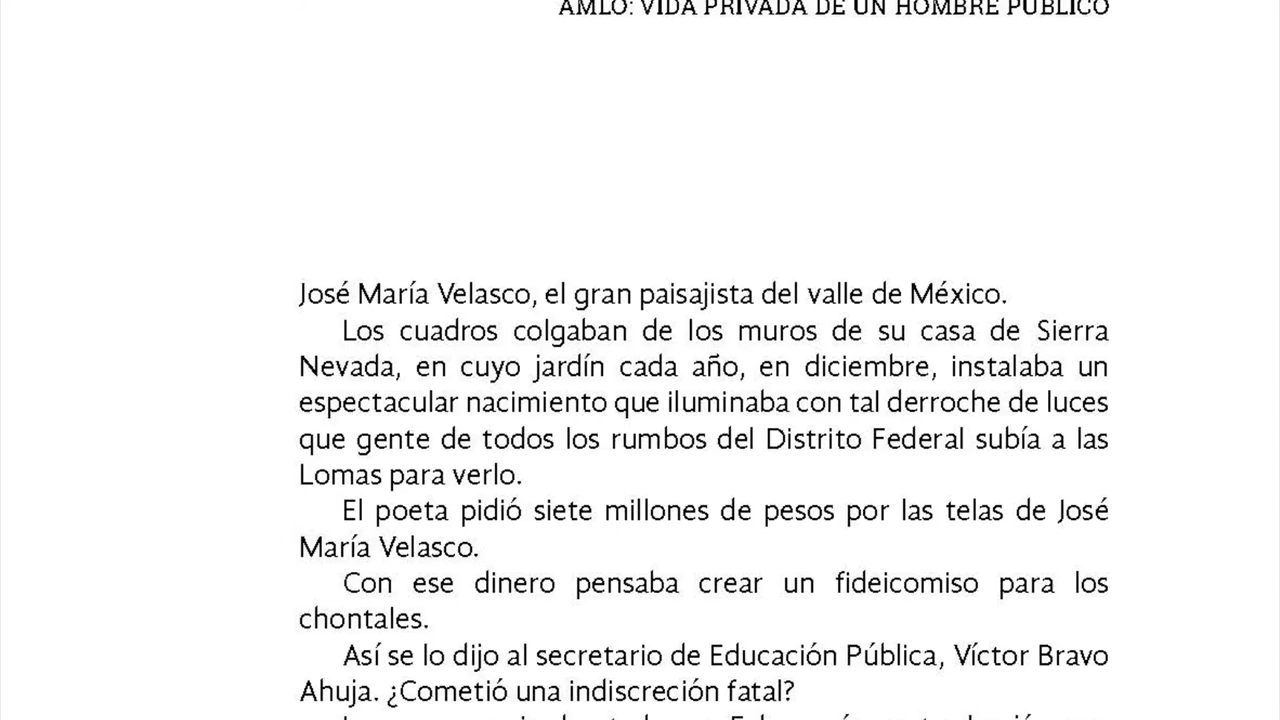 AMLO: VIDA PRIVADA DE UN HOMBRE PÚBLICO
José María Velasco, el gran paisajista del valle de México.
Los cuadros colgaban de los muros de su casa de Sierra
Nevada, en cuyo jardín cada año, en diciembre, instalaba un
espectacular nacimiento que iluminaba con tal derroche de luces
que gente de todos los rumbos del Distrito Federal subía a las
Lomas para verlo.
El poeta pidió siete millones de pesos por las telas de José
María Velasco.
Con ese dinero pensaba crear un fideicomiso para los
chontales.
Así se lo dijo al secretario de Educación Pública, Víctor Bravo
Ahuja. ¿Cometió una indiscreción fatal?